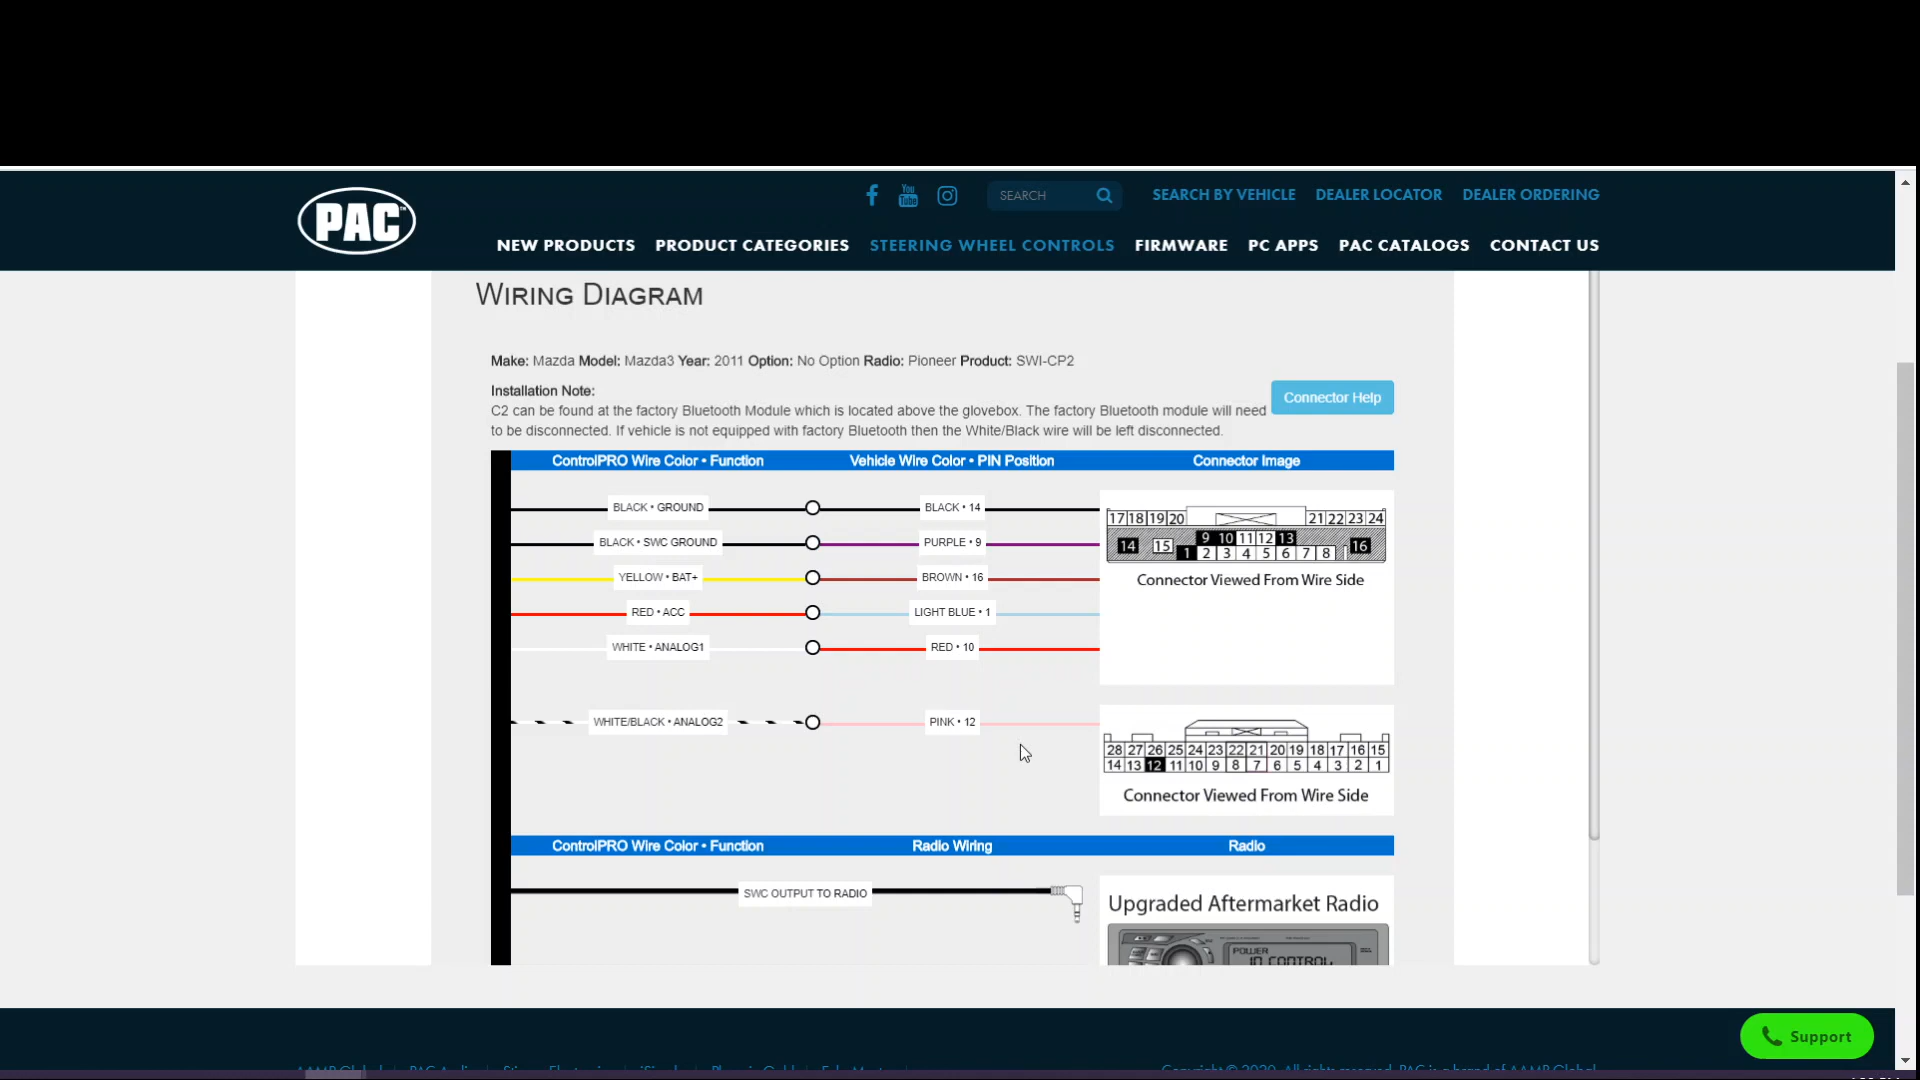 PAC
SEARCH
SEARCH BY VEHICLE DEALER LOCATOR DEALER ORDERING
NEW PRODUCTS PRODUCT CATEGORIES STEERING WHEEL CONTROLS FIRMWARE PC APPS PAC CATALOGS CONTACT US
WIRING DIAGRAM
Make: Mazda Model: Mazda3 Year: 2011 Option: No Option Radio: Pioneer Product: SWI-CP2
Installation Note:
C2 can be found at the factory Bluetooth Module which is located above the glovebox. The factory Bluetooth module will need
to be disconnected. If vehicle is not equipped with factory Bluetooth then the White/Black wire will be left disconnected.
Connector Help
ControlPRO Wire Color • Function Vehicle Wire Color • PIN Position Connector Image
BLACK • GROUND BLACK • 14
BLACK • SWC GROUND PURPLE • 9
YELLOW • BAT+ BROWN • 16
RED • ACC LIGHT BLUE • 1
WHITE • ANALOG1 RED • 10
17 18 19 20 21 22 23 24
14 15 9 10 11 12 13 16
1 2 3 4 5 6 7 8
Connector Viewed From Wire Side
WHITE/BLACK • ANALOG2 PINK • 12
28 27 26 25 24 23 22 21 20 19 18 17 16 15
14 13 12 11 10 9 8 7 6 5 4 3 2 1
Connector Viewed From Wire Side
ControlPRO Wire Color • Function Radio Wiring Radio
SWC OUTPUT TO RADIO
Upgraded Aftermarket Radio
POWER
IN CONTROL
Support